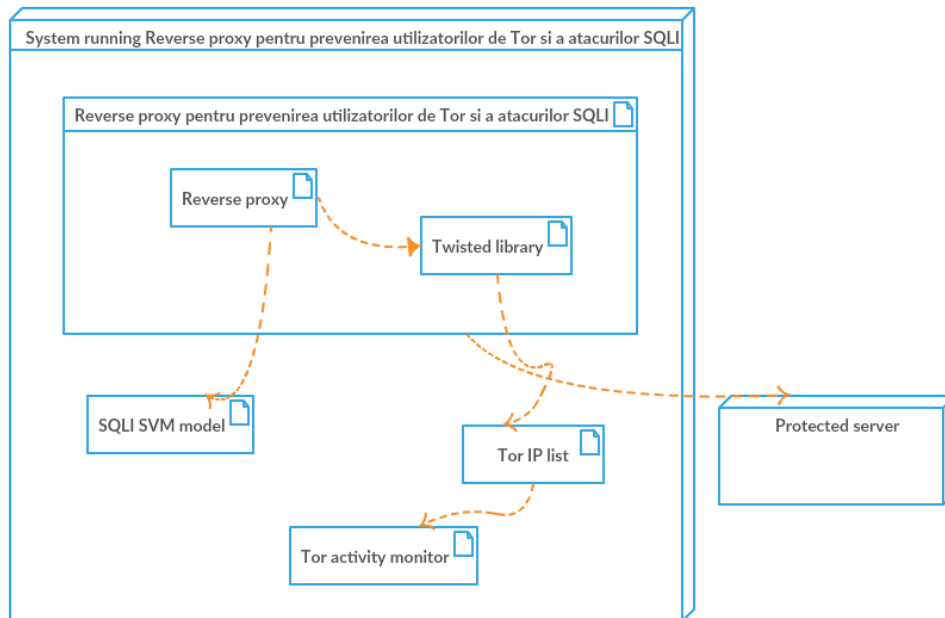 System running Reverse proxy pentru prevenirea utilizatorilor de Tor si a atacurilor SQLI
Reverse proxy pentru prevenirea utilizatorilor de Tor si a atacurilor SQLI
Reverse proxy
Twisted library
SQLI SVM model
Protected server
Tor IP list
Tor activity monitor